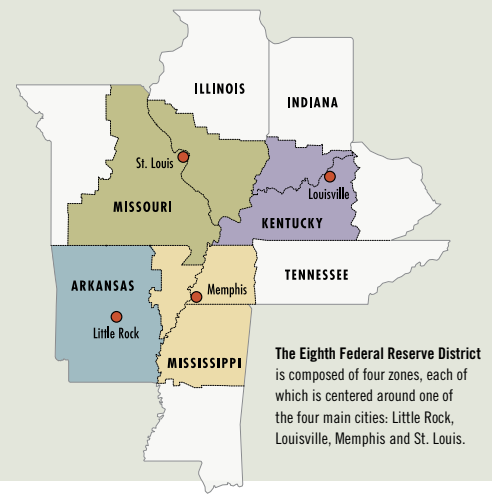 ILLINOIS
INDIANA
St. Louis
Louisville
MISSOURI
KENTUCKY
TENNESSEE
ARKANSAS
Memphis
Little Rock
MISSISSIPPI
The Eighth Federal Reserve District
is composed of four zones, each of
which is centered around one of
the four main cities: Little Rock,
Louisville, Memphis and St. Louis.